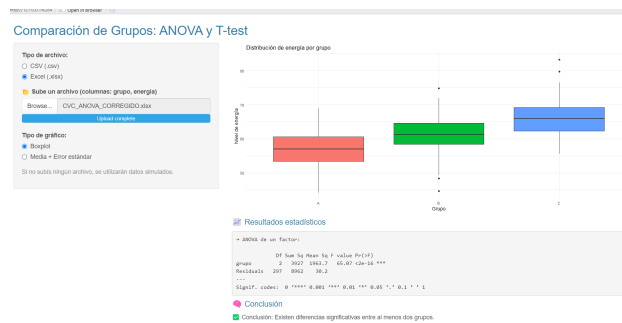 Open in Browser
Comparación de Grupos: ANOVA y T-test
Tipo de archivo:
CSV (.csv)
Excel (.xlsx)
Sube un archivo (columnas: grupo, energia)
Browse... CVC_ANOVA_CORREGIDO.xlsx
Upload complete
Tipo de gráfico:
Boxplot
Media + Error estándar
Si no subís ningún archivo, se utilizarán datos simulados.
Distribución de energía por grupo
Nivel de energía
A B C
Grupo
Resultados estadísticos
→ ANOVA de un factor:
Df Sum Sq Mean Sq F value Pr(>F)
grupo 2 3927 1963.7 65.07 <2e-16 ***
Residuals 297 8962 30.2
---
Signif. codes: 0 '***' 0.001 '**' 0.01 '*' 0.05 '.' 0.1 ' ' 1
Conclusión
Conclusión: Existen diferencias significativas entre al menos dos grupos.